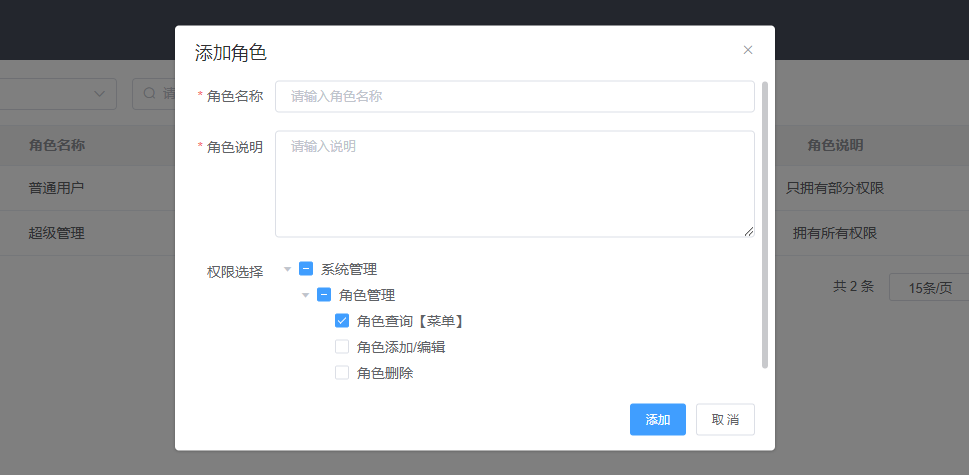 添加角色
* 角色名称
请输入角色名称
请
角色名称
角色说明
* 角色说明
请输入说明
普通用户
只拥有部分权限
超级管理
拥有所有权限
权限选择
系统管理
角色管理
共 2 条
15条/页
角色查询【菜单】
角色添加/编辑
角色删除
添加
取 消